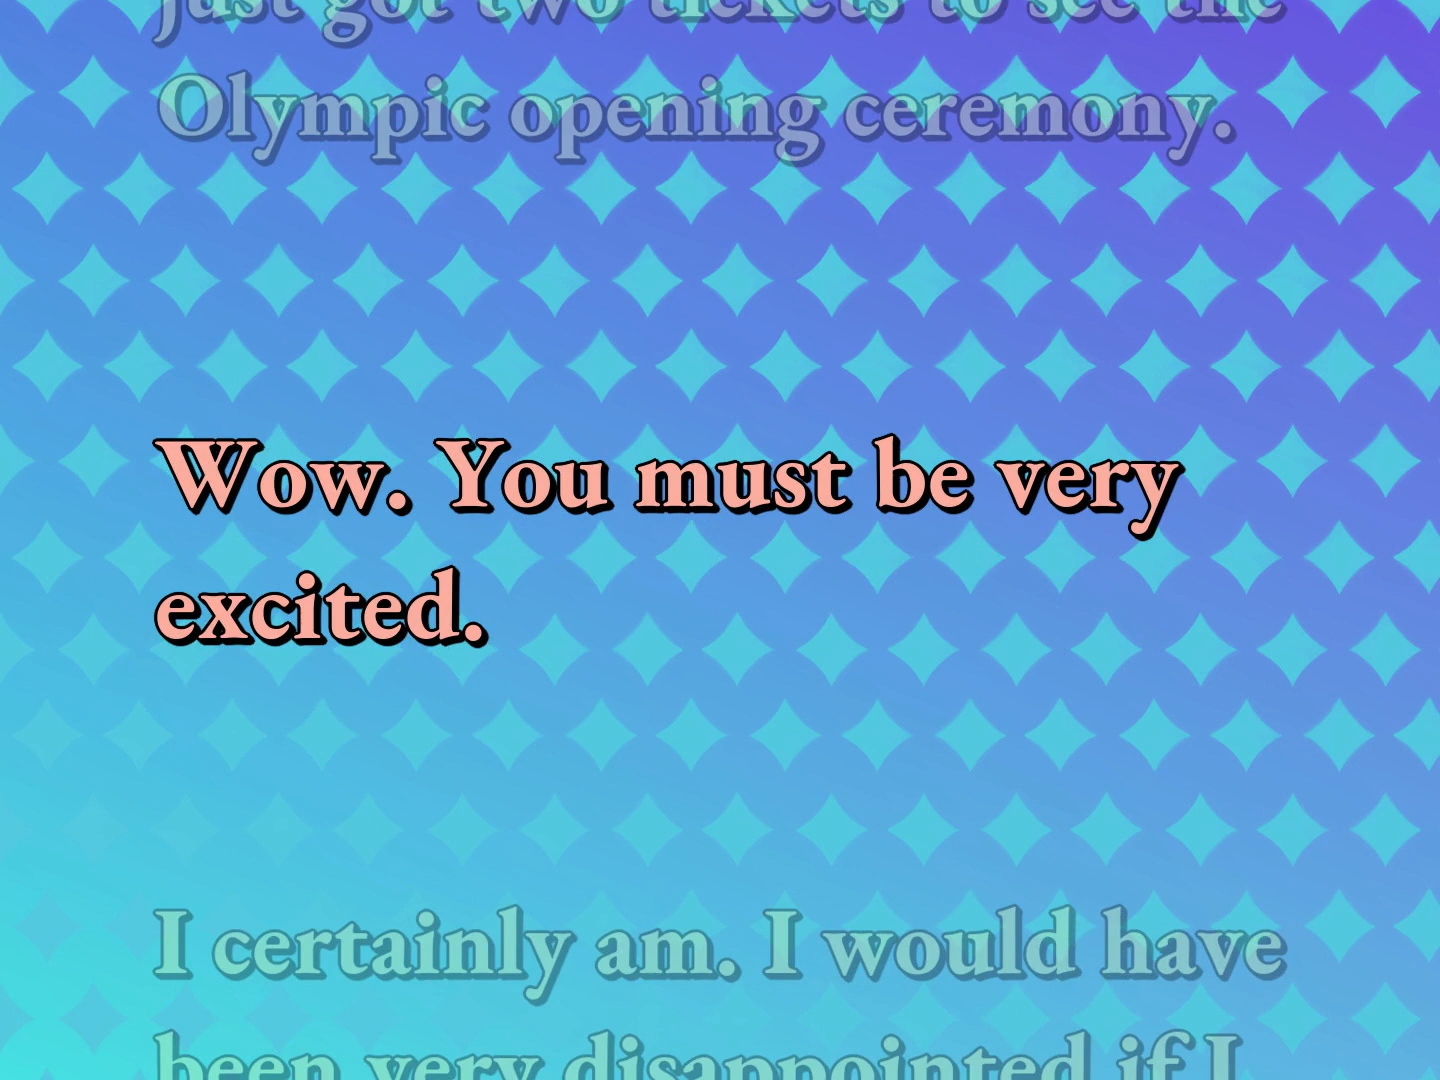 just got two tickets to see the
Olympic opening ceremony.
Wow. You must be very
excited.
I certainly am. I would have
been very disappointed if I